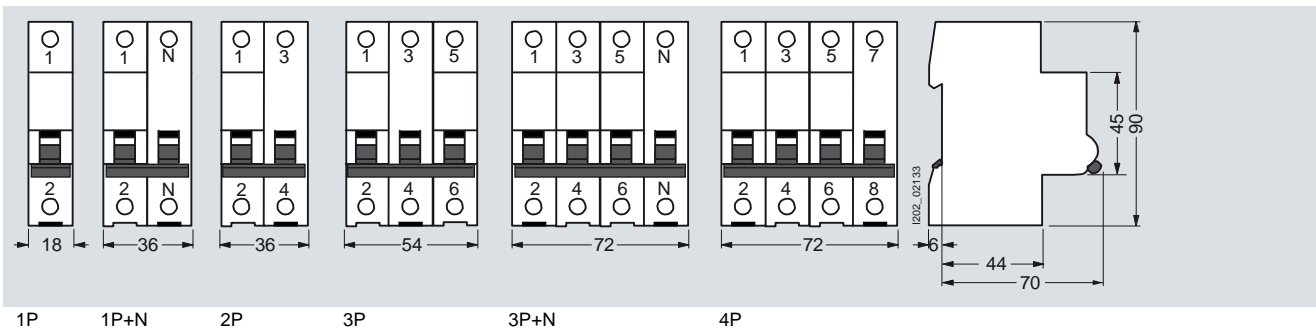 1 1 N 1 3 1 3 5 1 3 5 N 1 3 5 7
45 90
2 2 N 2 4 2 4 6 2 4 6 N 2 4 6 8
I202_02133
18 36 36 54 72 72 6
44
70
1P 1P+N 2P 3P 3P+N 4P